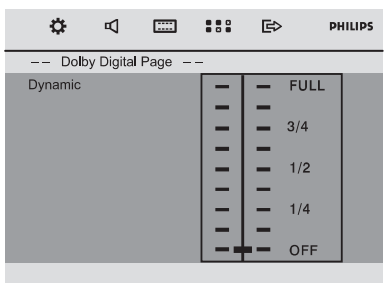 PHILIPS
-- Dolby Digital Page --
Dynamic
FULL
3/4
1/2
1/4
OFF